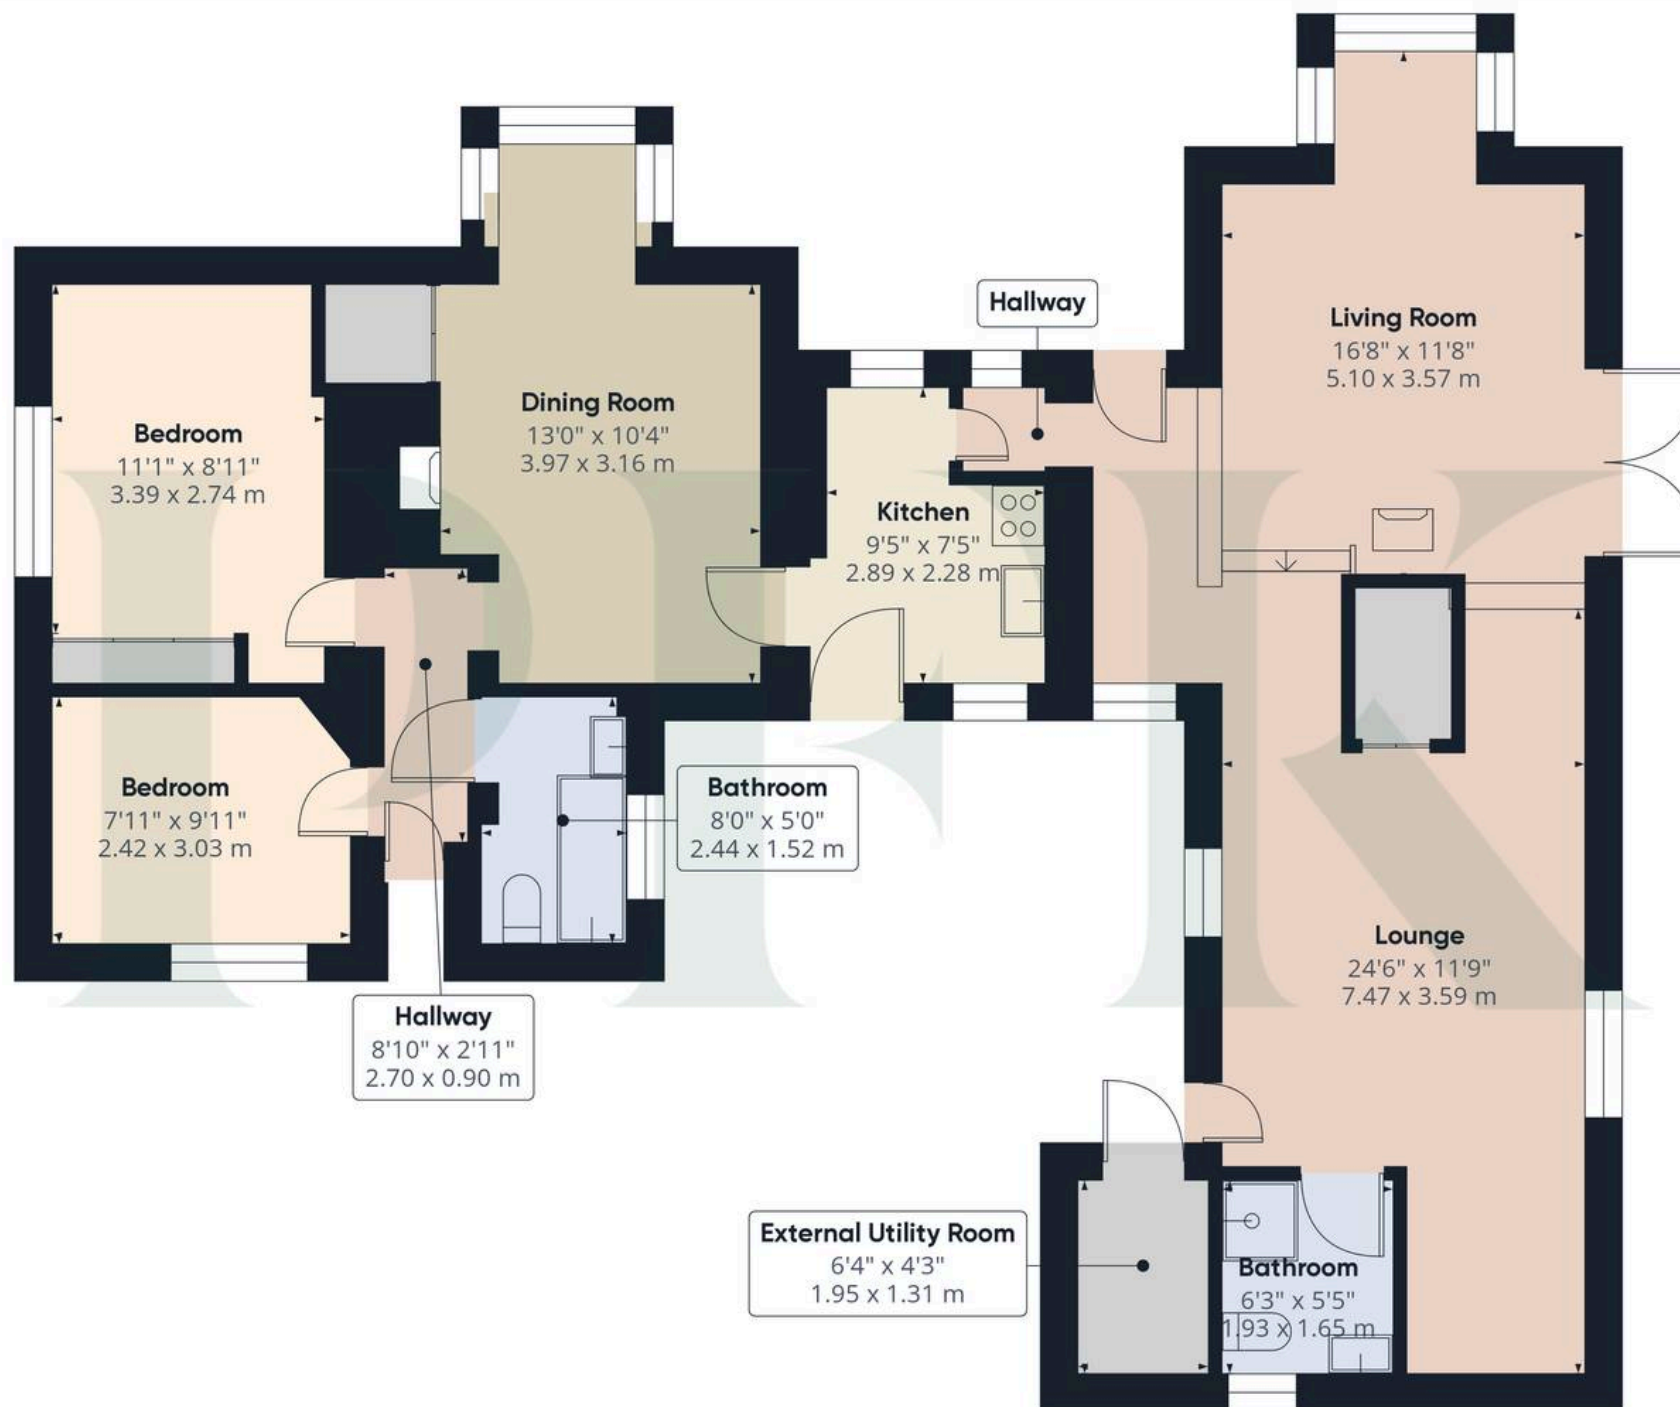 Hallway
Living Room
16'8" x 11'8"
5.10 x 3.57 m
Dining Room
13'0" x 10'4"
3.97 x 3.16 m
Bedroom
11'1" x 8'11"
3.39 x 2.74 m
Kitchen
9'5" x 7'5"
2.89 x 2.28 m
Bedroom
7'11" x 9'11"
2.42 x 3.03 m
Bathroom
8'0" x 5'0"
2.44 x 1.52 m
Lounge
24'6" x 11'9"
7.47 x 3.59 m
Hallway
8'10" x 2'11"
2.70 x 0.90 m
External Utility Room
6'4" x 4'3"
1.95 x 1.31 m
Bathroom
6'3" x 5'5"
1.93 x 1.65 m
PFK